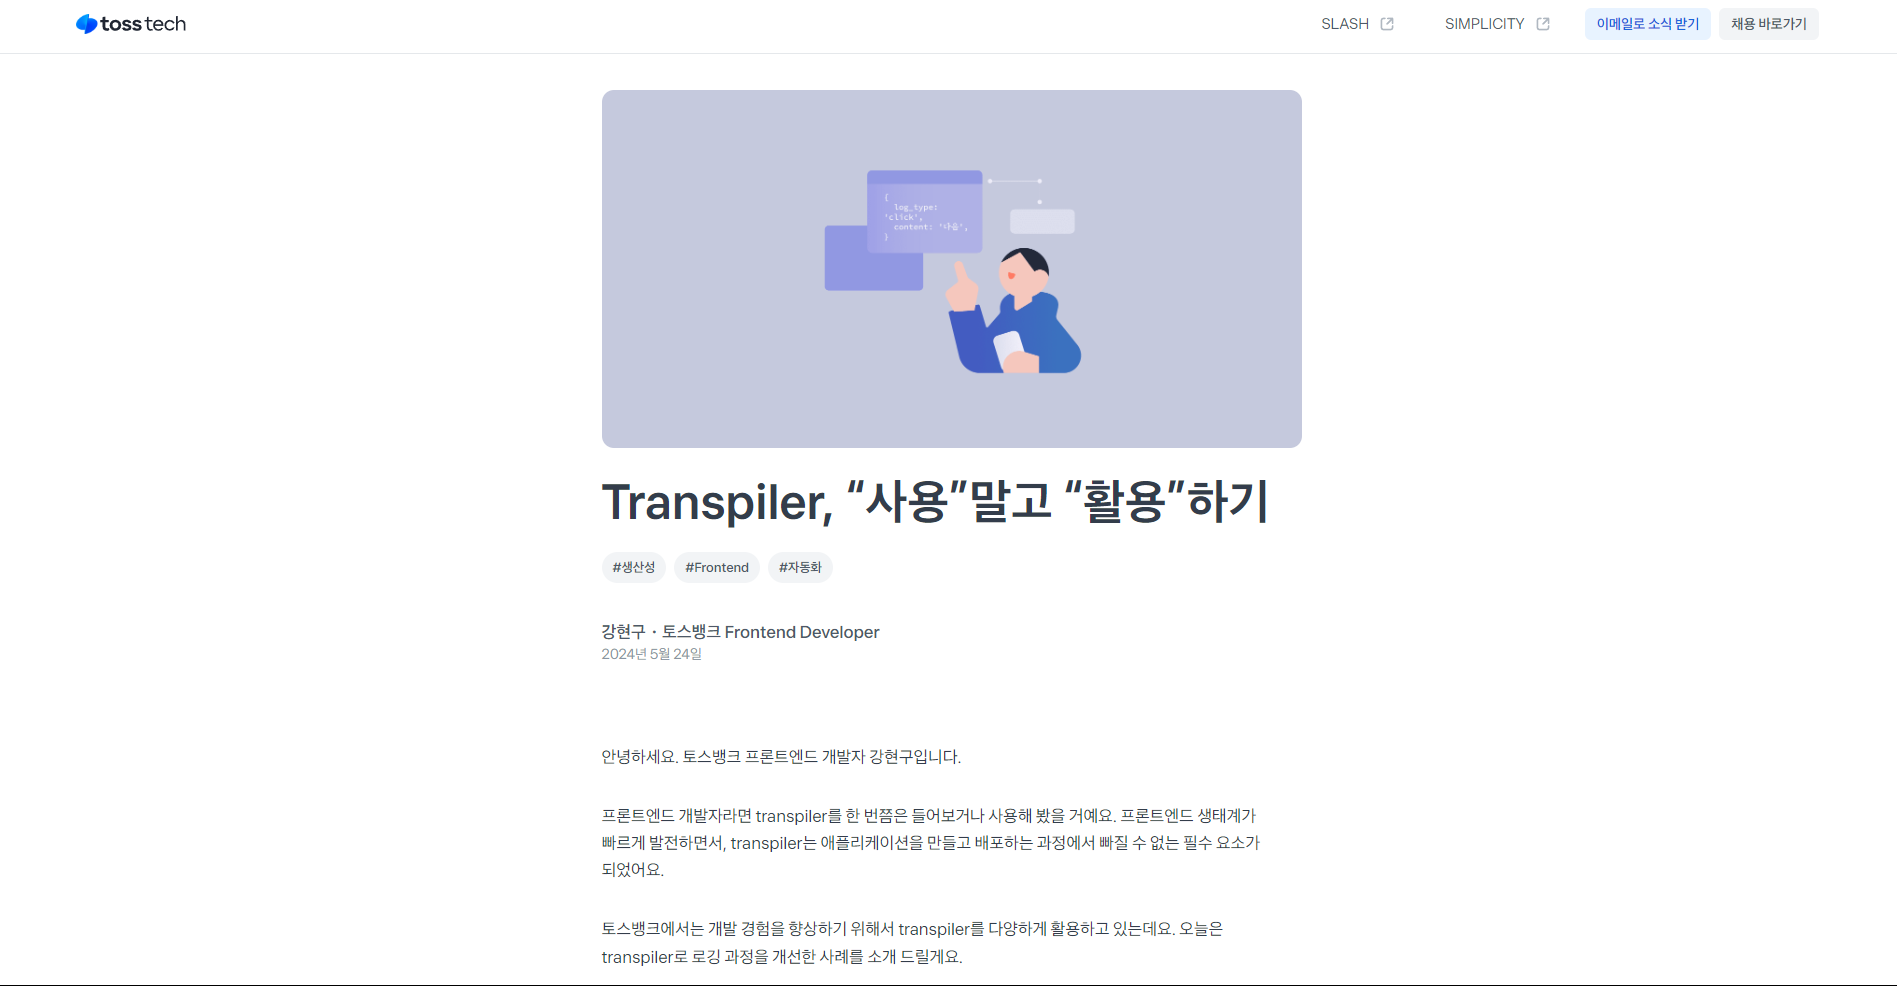 toss tech
SLASH
SIMPLICITY
이메일로 소식 받기
채용 바로가기
{
log_type:
'click',
content: '사용',
}
Transpiler, “사용”말고 “활용”하기
#생산성 #Frontend #자동화
강현구・토스뱅크 Frontend Developer
2024년 5월 24일
안녕하세요. 토스뱅크 프론트엔드 개발자 강현구입니다.
프론트엔드 개발자라면 transpiler를 한 번쯤은 들어보거나 사용해 봤을 거예요. 프론트엔드 생태계가
빠르게 발전하면서, transpiler는 애플리케이션을 만들고 배포하는 과정에서 빠질 수 없는 필수 요소가
되었어요.
토스뱅크에서는 개발 경험을 향상하기 위해서 transpiler를 다양하게 활용하고 있는데요. 오늘은
transpiler로 로깅 과정을 개선한 사례를 소개 드릴게요.